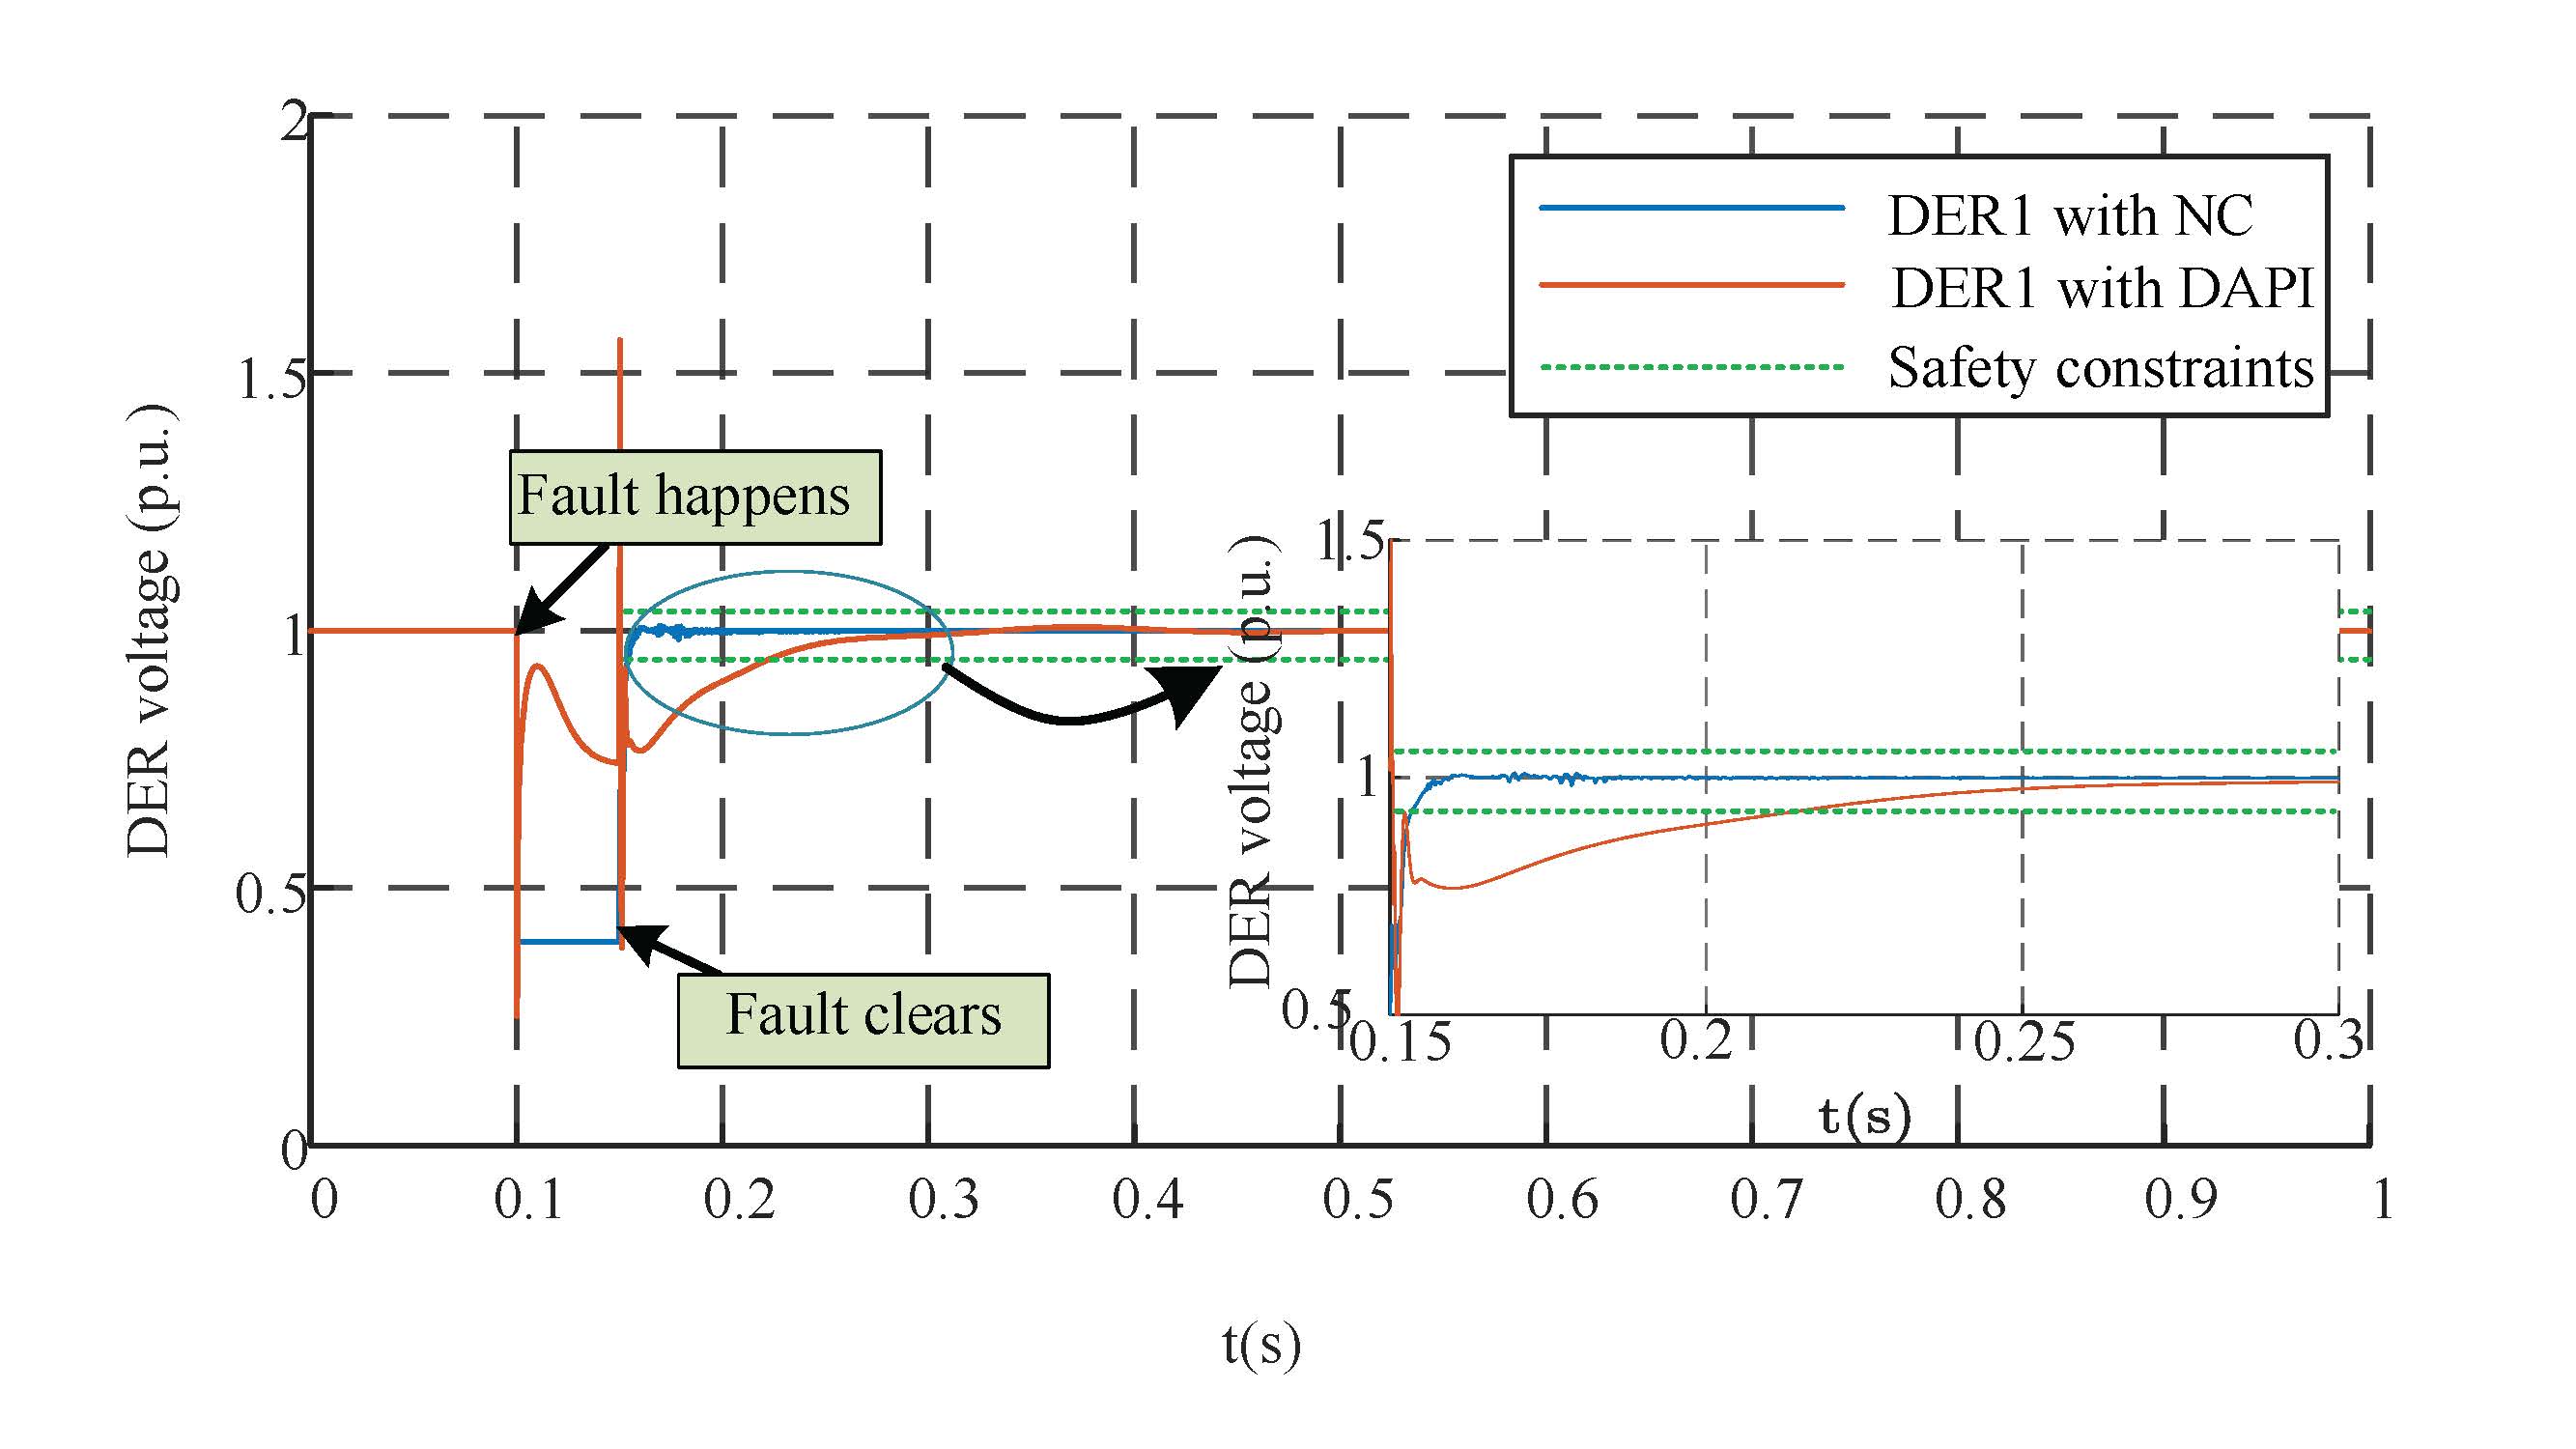 2
1.5
1
0.5
0
DER voltage (p.u.)
DER1 with NC
DER1 with DAPI
Safety constraints
Fault happens
Fault clears
1.5
1
0.5
DER voltage (p.u.)
0.15 0.2 0.25 0.3
t(s)
0 0.1 0.2 0.3 0.4 0.5 0.6 0.7 0.8 0.9 1
t(s)